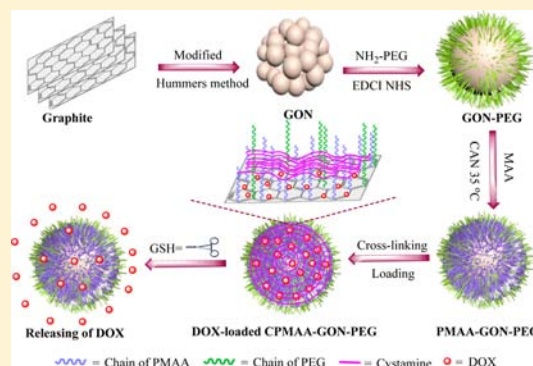 Modified
Hummers method
NH₂-PEG
EDCI NHS
Graphite
GON
GON-PEG
MAA
CAN 35 ºC
GSH=
Cross-linking
Loading
Releasing of DOX
DOX-loaded CPMAA-GON-PEG
PMAA-GON-PEG
= Chain of PMAA
= Chain of PEG
= Cystamine
= DOX